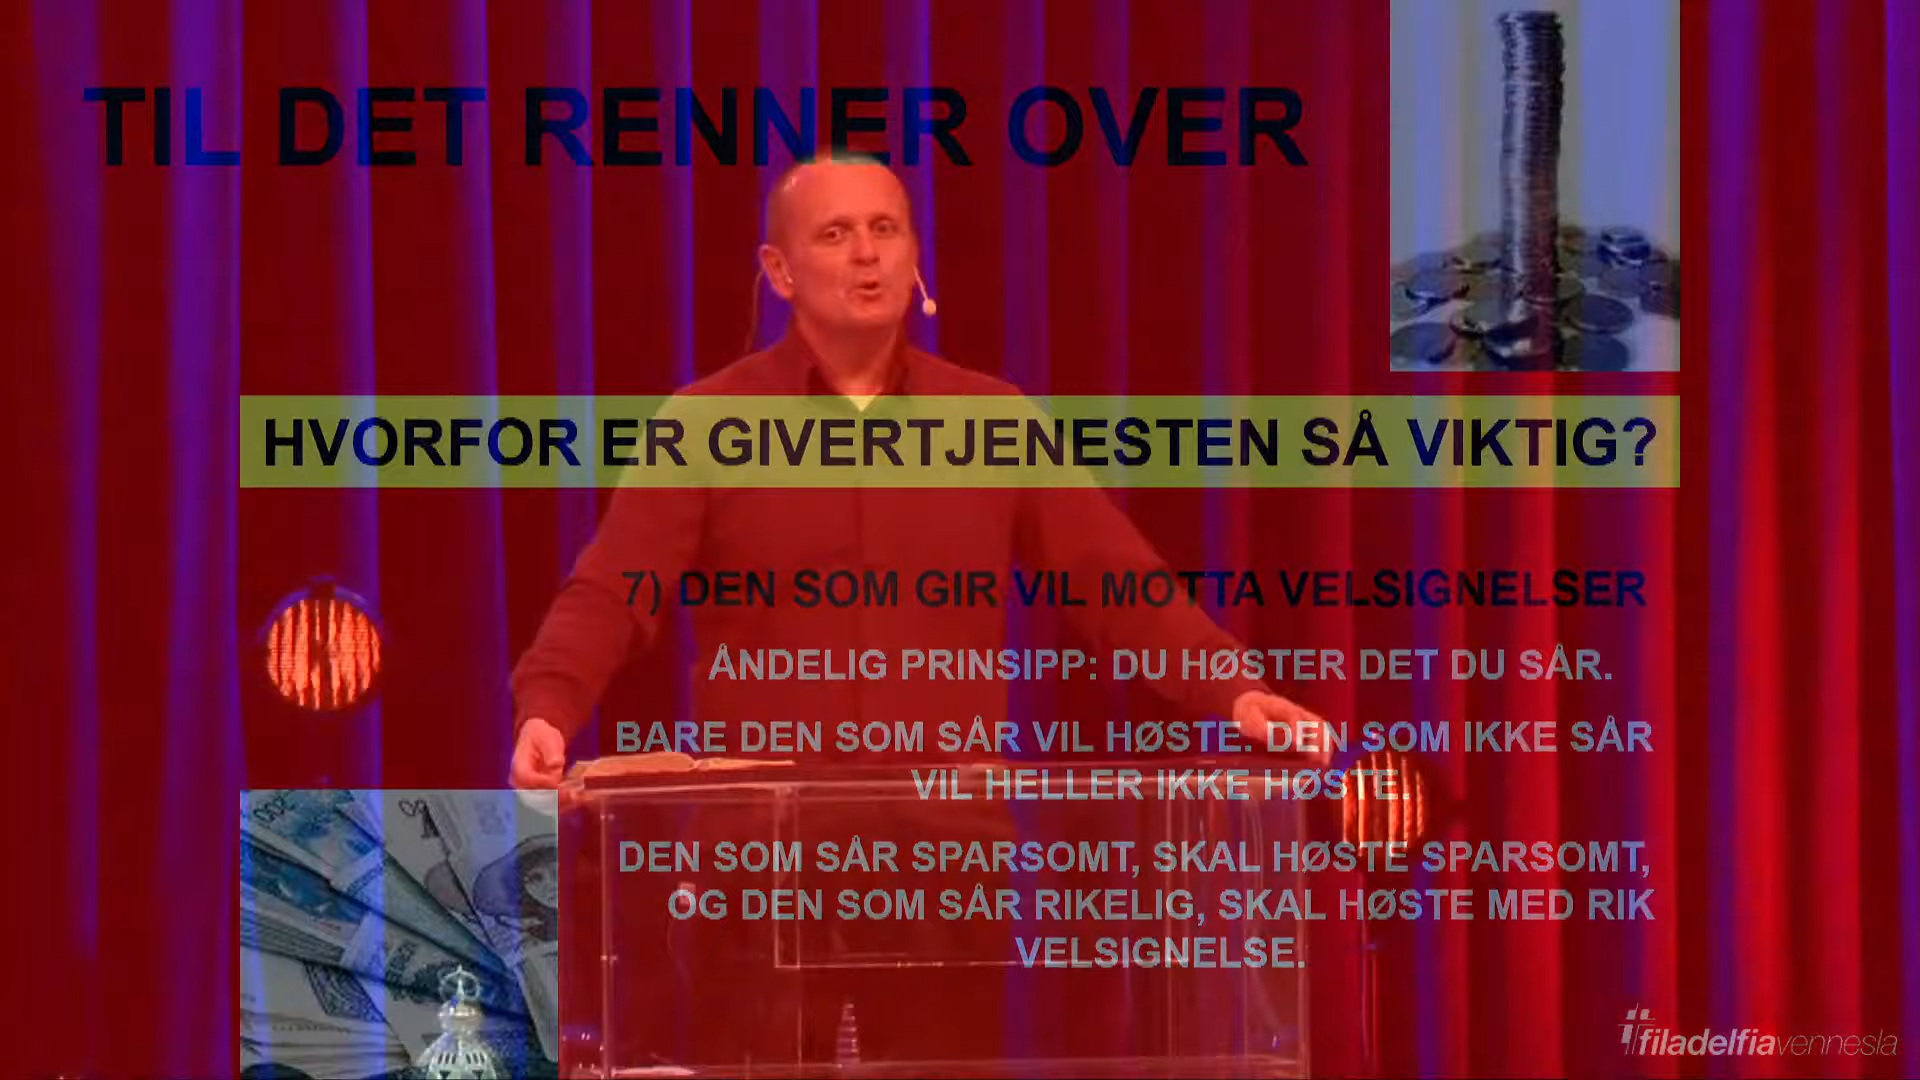 TIL DET RENNER OVER
HVORFOR ER GIVERTJENESTEN SÅ VIKTIG?
7) DEN SOM GIR VIL MOTTA VELSIGNELSER
ÅNDELIG PRINSIPP: DU HØSTER DET DU SÅR.
BARE DEN SOM SÅR VIL HØSTE. DEN SOM IKKE SÅR
VIL HELLER IKKE HØSTE.
DEN SOM SÅR SPARSOMT, SKAL HØSTE SPARSOMT,
OG DEN SOM SÅR RIKELIG, SKAL HØSTE MED RIK
VELSIGNELSE.
filadelfiavennesla